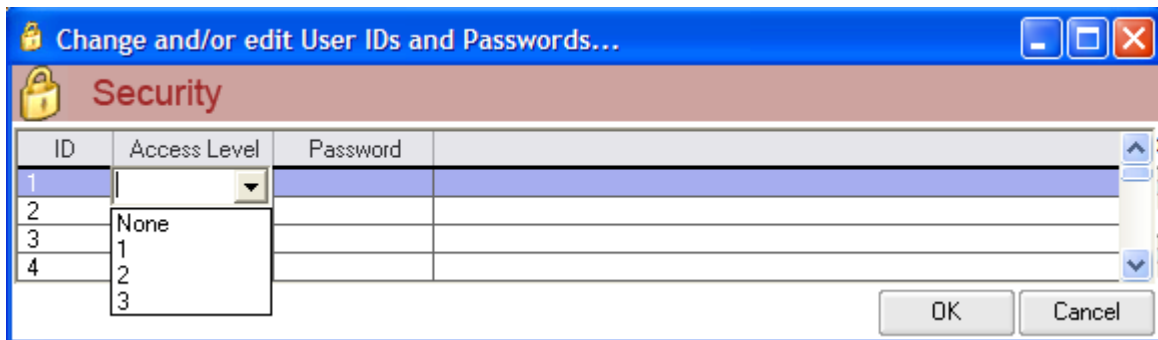 Change and/or edit User IDs and Passwords...
Security
ID Access Level Password
1
2
3
4
None
1
2
3
OK Cancel